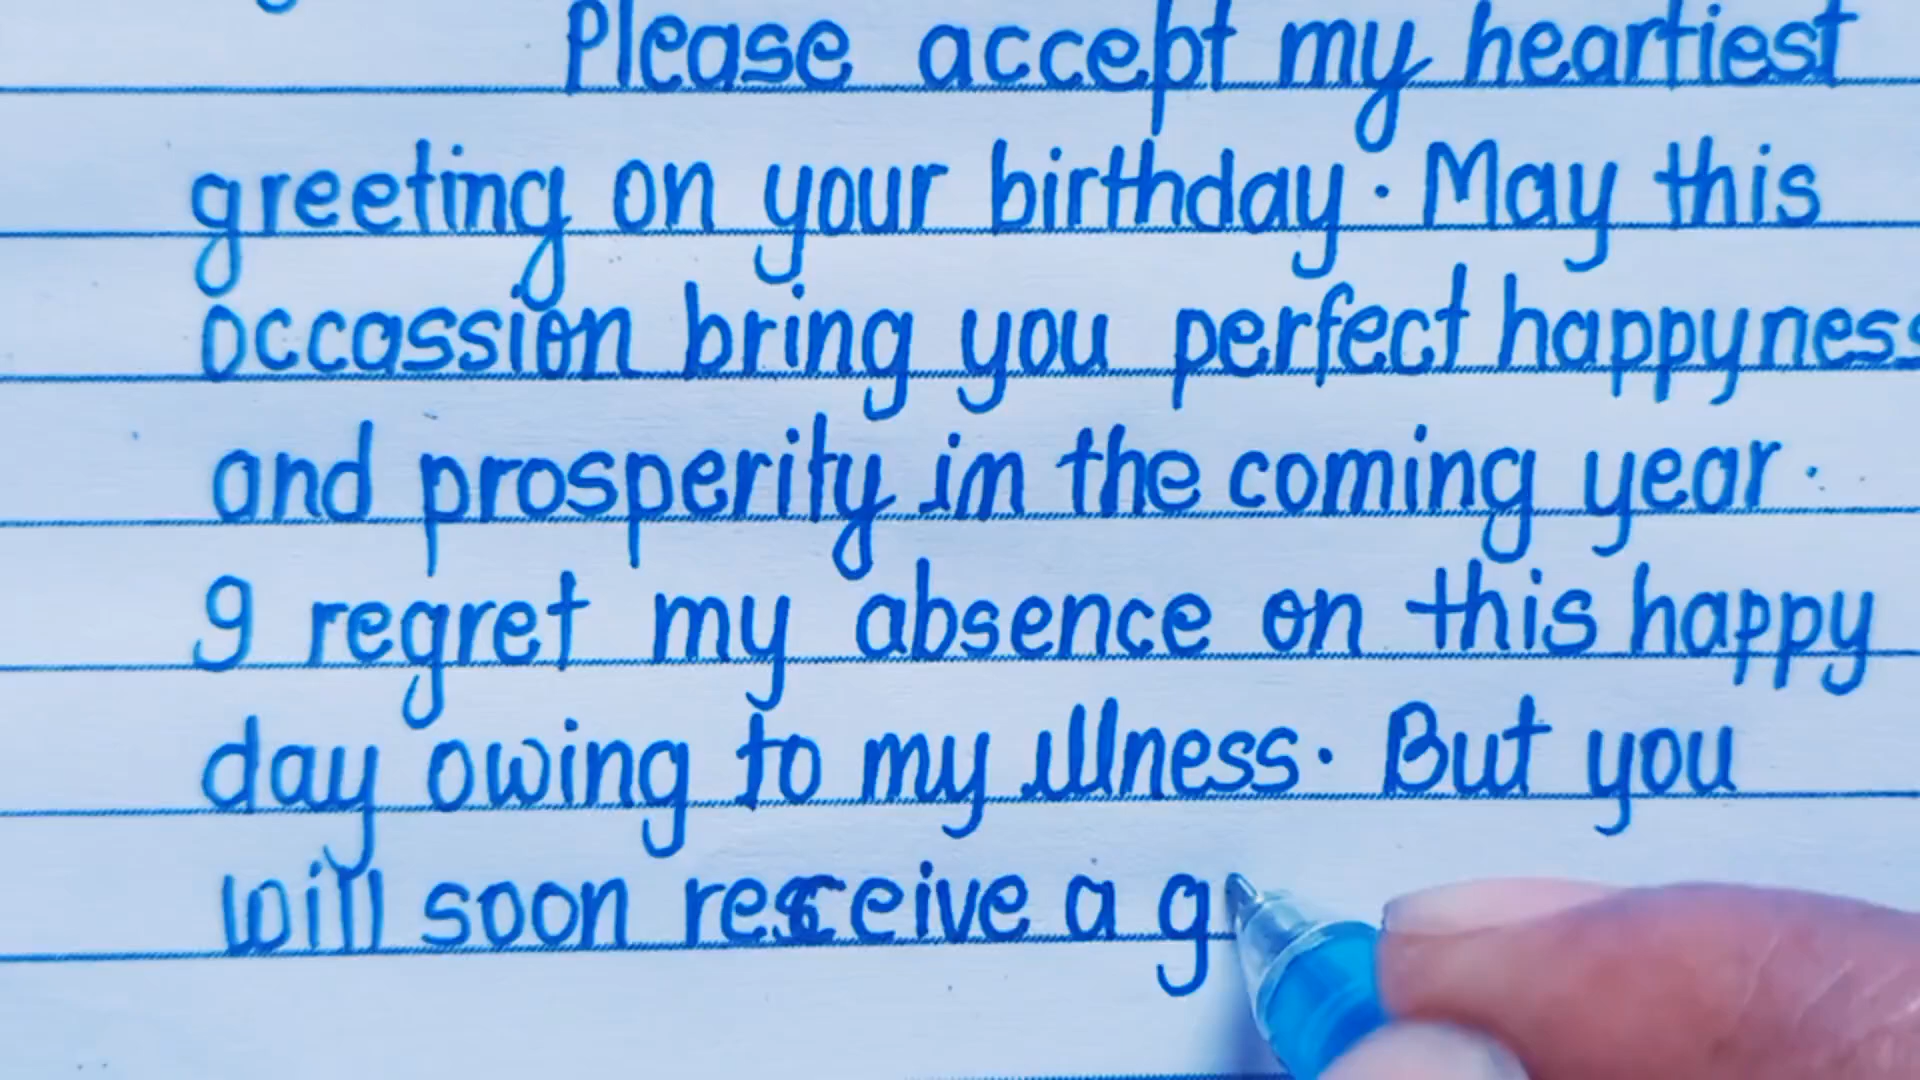 Please accept my heartiest
greeting on your birthday. May this
occassion bring you perfect happyness
and prosperity in the coming year.
I regret my absence on this happy
day owing to my illness. But you
will soon receive a g